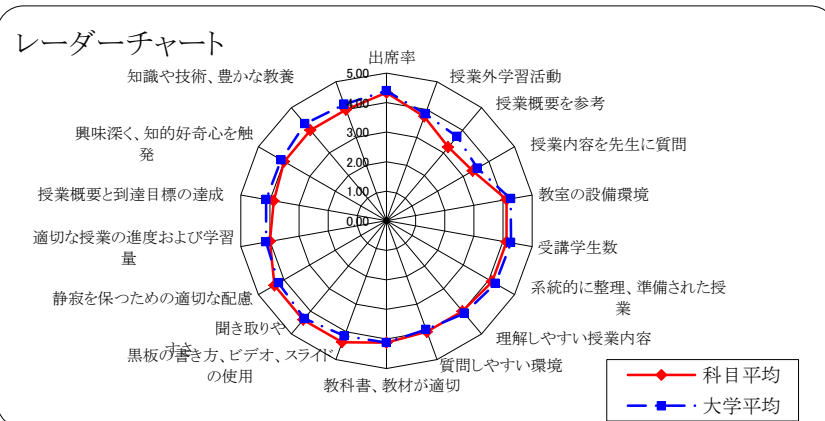 レーダーチャート
出席率
授業外学習活動
授業概要を参考
授業内容を先生に質問
教室の設備環境
受講学生数
系統的に整理、準備された授
業
理解しやすい授業内容
質問しやすい環境
教科書、教材が適切
黒板の書き方、ビデオ、スライド
の使用
聞き取りや
すさ
静寂を保つための適切な配慮
適切な授業の進度および学習
量
授業概要と到達目標の達成
興味深く、知的好奇心を触
発
知識や技術、豊かな教養
5.00
4.00
3.00
2.00
1.00
0.00
科目平均
大学平均